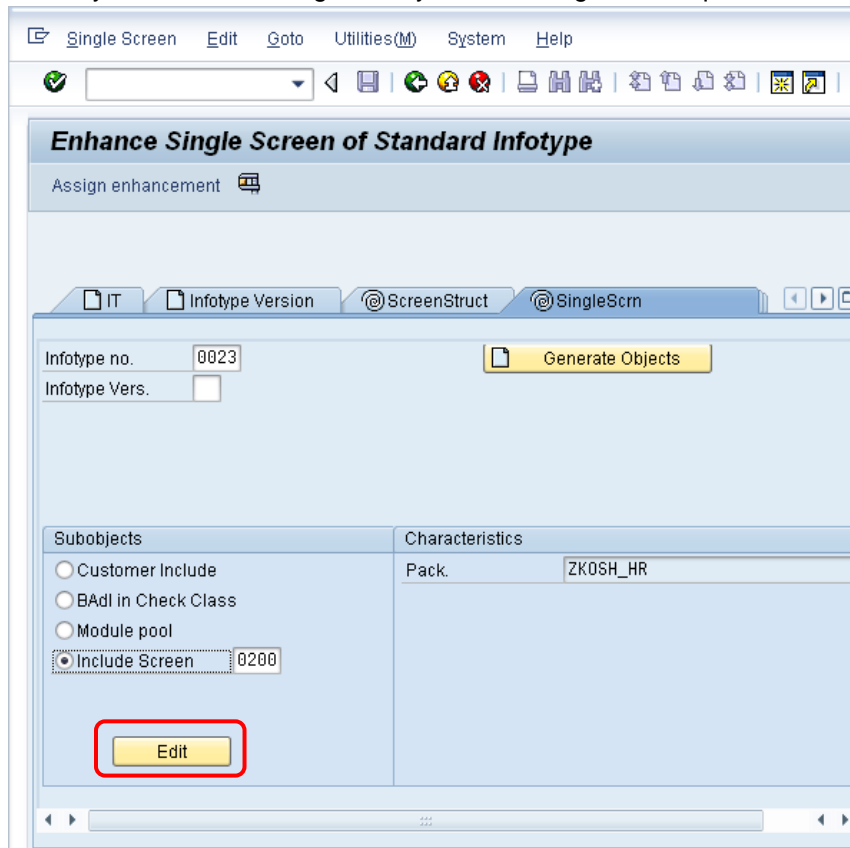 Single Screen Edit Goto Utilities(M) System Help
Enhance Single Screen of Standard Infotype
Assign enhancement
IT Infotype Version ScreenStruct SingleScrn
Infotype no. 0023 Generate Objects
Infotype Vers.
Subobjects Characteristics
Customer Include Pack. ZKOSH_HR
BAdI in Check Class
Module pool
Include Screen 0200
Edit